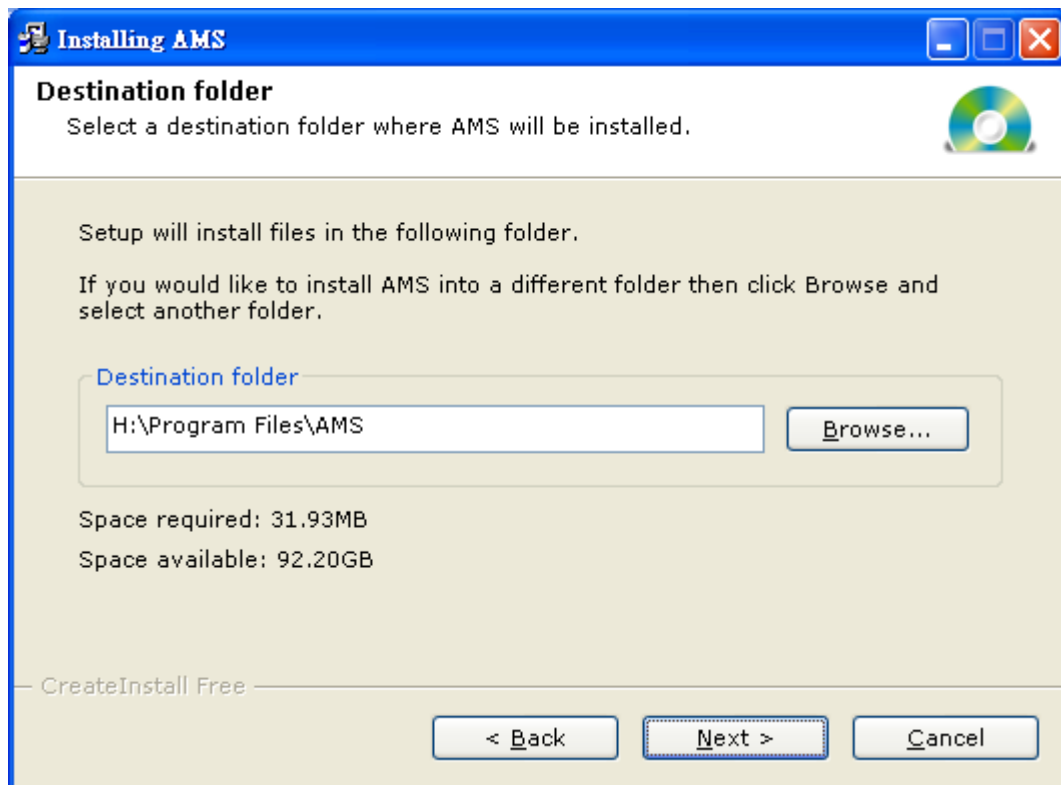 Installing AMS
Destination folder
Select a destination folder where AMS will be installed.
Setup will install files in the following folder.
If you would like to install AMS into a different folder then click Browse and
select another folder.
Destination folder
H:\Program Files\AMS
Browse...
Space required: 31.93MB
Space available: 92.20GB
CreateInstall Free
< Back
Next >
Cancel